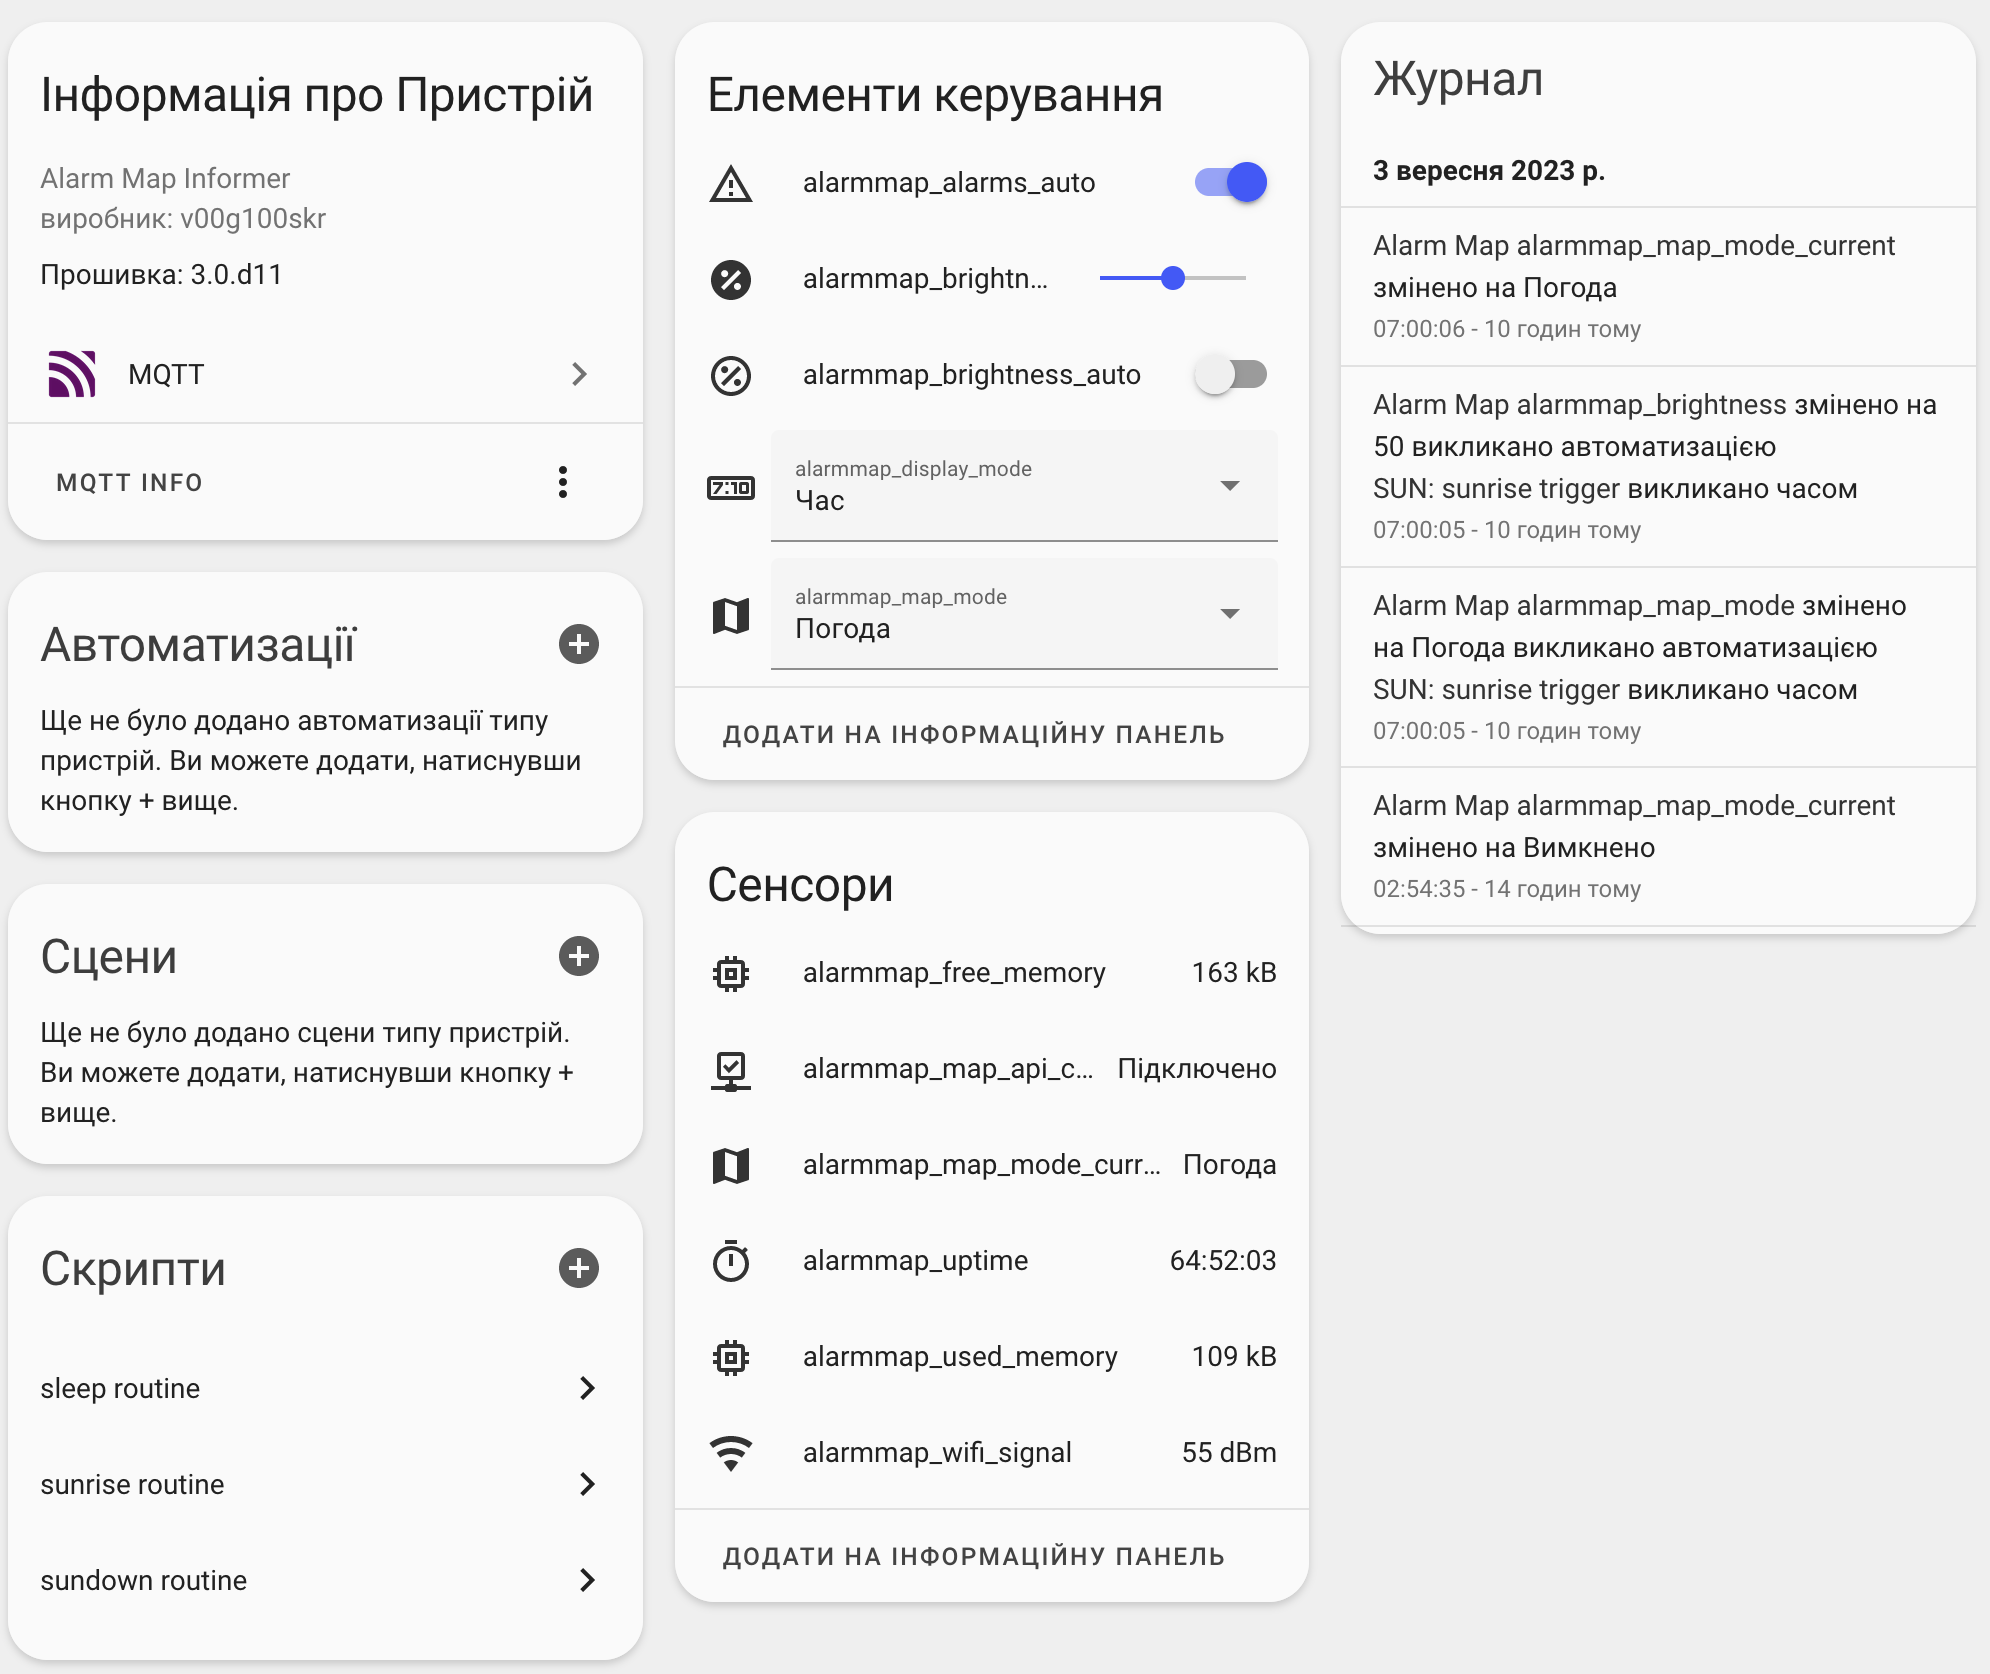 Інформація про Пристрій
Alarm Map Informer
виробник: v00g100skr
Прошивка: 3.0.d11
MQTT
MQTT INFO
Автоматизації
Ще не було додано автоматизації типу
пристрій. Ви можете додати, натиснувши
кнопку + вище.
Сцени
Ще не було додано сцени типу пристрій.
Ви можете додати, натиснувши кнопку +
вище.
Скрипти
sleep routine
sunrise routine
sundown routine
Елементи керування
alarmmap_alarms_auto
alarmmap_brightn...
alarmmap_brightness_auto
7:10
alarmmap_display_mode
Час
alarmmap_map_mode
Погода
ДОДАТИ НА ІНФОРМАЦІЙНУ ПАНЕЛЬ
Сенсори
alarmmap_free_memory 163 kB
alarmmap_map_api_c... Підключено
alarmmap_map_mode_curr... Погода
alarmmap_uptime 64:52:03
alarmmap_used_memory 109 kB
alarmmap_wifi_signal 55 dBm
ДОДАТИ НА ІНФОРМАЦІЙНУ ПАНЕЛЬ
Журнал
3 вересня 2023 р.
Alarm Map alarmmap_map_mode_current
змінено на Погода
07:00:06 - 10 годин тому
Alarm Map alarmmap_brightness змінено на
50 викликано автоматизацією
SUN: sunrise trigger викликано часом
07:00:05 - 10 годин тому
Alarm Map alarmmap_map_mode змінено
на Погода викликано автоматизацією
SUN: sunrise trigger викликано часом
07:00:05 - 10 годин тому
Alarm Map alarmmap_map_mode_current
змінено на Вимкнено
02:54:35 - 14 годин тому